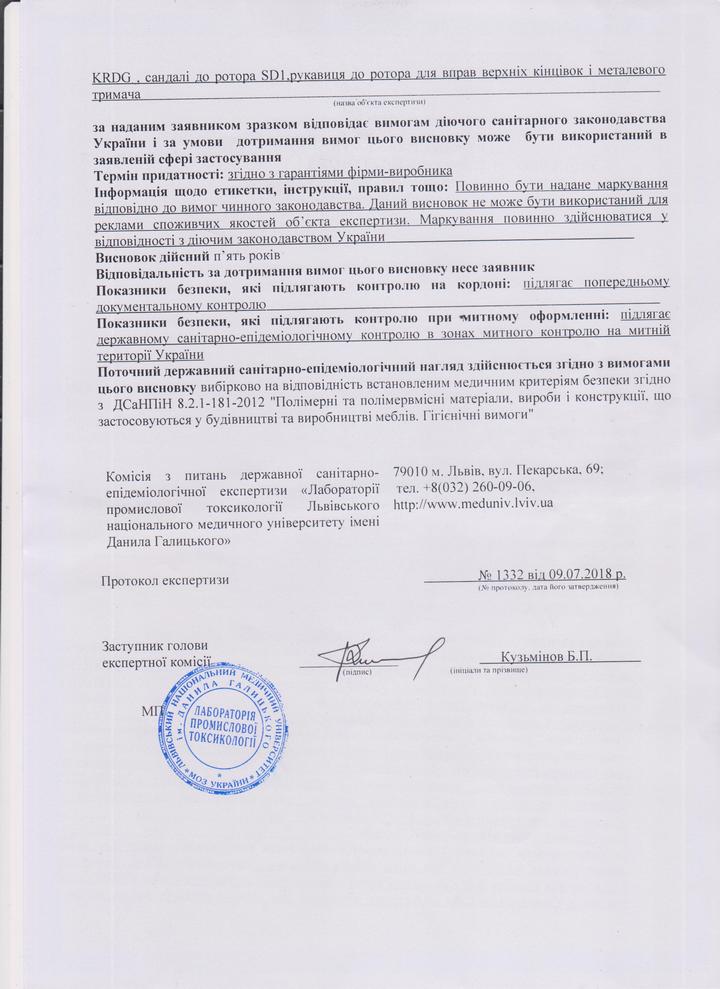 KRDG , сандалі до ротора SD1,рукавиця до ротора для вправ верхніх кінцівок і металевого
тримача
(назва об'єкта експертизи)
за наданим заявником зразком відповідає вимогам діючого санітарного законодавства
України і за умови дотримання вимог цього висновку може бути використаний в
заявленій сфері застосування
Термін придатності: згідно з гарантіями фірми-виробника
Інформація щодо етикетки, інструкції, правил тощо: Повинно бути надане маркування
відповідно до вимог чинного законодавства. Даний висновок не може бути використаний для
реклами споживчих якостей об’єкта експертизи. Маркування повинно здійснюватися у
відповідності з діючим законодавством України
Висновок дійсний п’ять років
Відповідальність за дотримання вимог цього висновку несе заявник
Показники безпеки, які підлягають контролю на кордоні: підлягає попередньому
документальному контролю
Показники безпеки, які підлягають контролю при митному оформленні: підлягає
державному санітарно-епідеміологічному контролю в зонах митного контролю на митній
території України
Поточний державний санітарно-епідеміологічний нагляд здійснюється згідно з вимогами
цього висновку вибірково на відповідність встановленим медичним критеріям безпеки згідно
з ДСаНПіН 8.2.1-181-2012 "Полімерні та полімервмісні матеріали, вироби і конструкції, що
застосовуються у будівництві та виробництві меблів. Гігієнічні вимоги"
Комісія з питань державної санітарно-
епідеміологічної експертизи «Лабораторії
промислової токсикології Львівського
національного медичного університету імені
Данила Галицького»
79010 м. Львів, вул. Пекарська, 69;
тел. +8(032) 260-09-06,
http://www.meduniv.lviv.ua
Протокол експертизи
№ 1332 від 09.07.2018 р.
(№ протоколу, дата його затвердження)
Заступник голови
експертної комісії
(підпис)
Кузьмінов Б.П.
(ініціали та прізвище)
МП
ЛЬВІВСЬКИЙ НАЦІОНАЛЬНИЙ МЕДИЧНИЙ УНІВЕРСИТЕТ
ім. ДАНИЛА ГАЛИЦЬКОГО
ЛАБОРАТОРІЯ
ПРОМИСЛОВОЇ
ТОКСИКОЛОГІЇ
* МОЗ УКРАЇНИ *